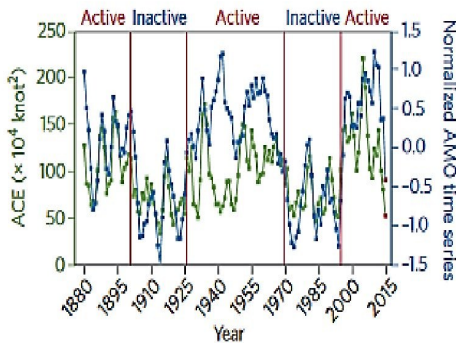 Active Inactive Active Inactive Active
ACE (× 10⁴ knot²)
250
200
150
100
50
0
1.5
1.0
0.5
0.0
−0.5
−1.0
−1.5
Normalized AMO time series
1880 1895 1910 1925 1940 1955 1970 1985 2000 2015
Year